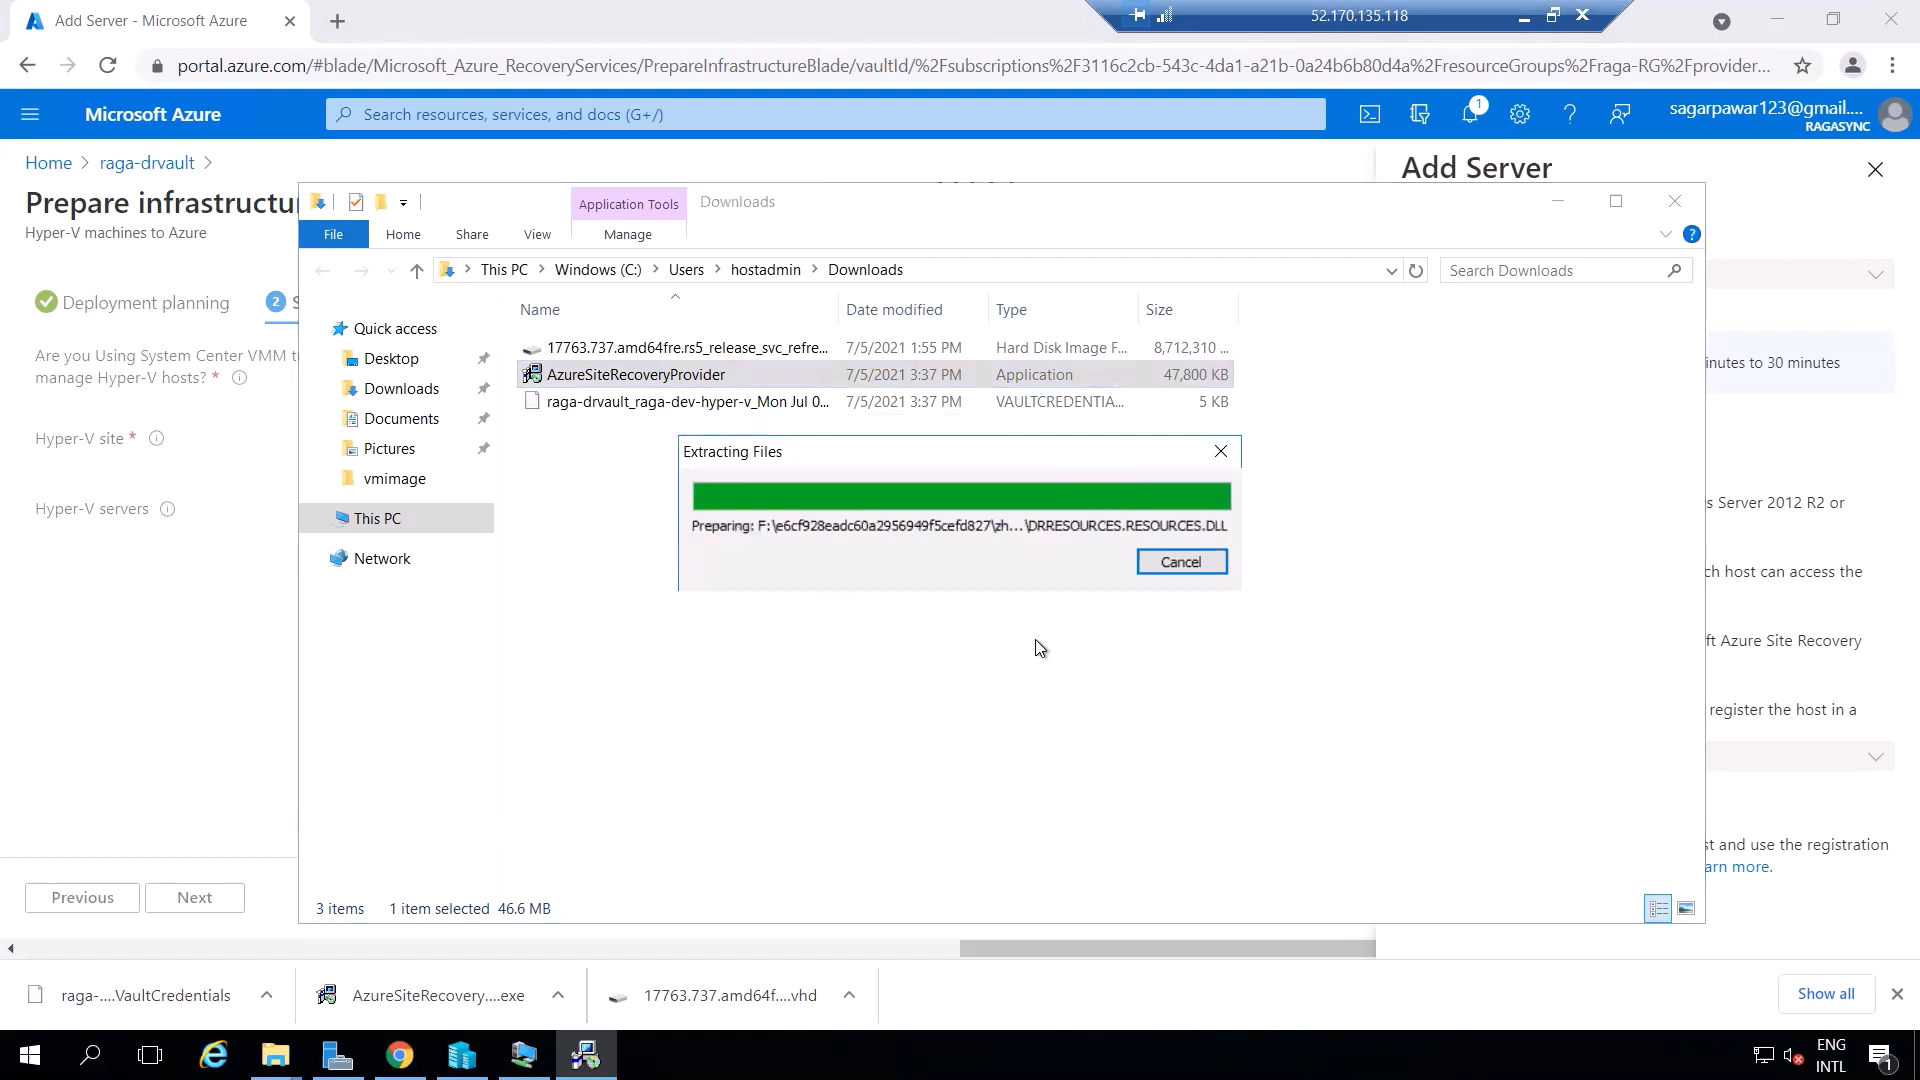 Add Server - Microsoft Azure
52.170.135.118
portal.azure.com/#blade/Microsoft_Azure_RecoveryServices/PrepareInfrastructureBlade/vaultId/%2Fsubscriptions%2F3116c2cb-543c-4da1-a21b-0a24b6b80d4a%2FresourceGroups%2Fraga-RG%2Fprovider...
Microsoft Azure
Search resources, services, and docs (G+/)
1
sagarpawar123@gmail....
RAGASYNC
Home > raga-drvault >
Add Server
Prepare infrastructu
Hyper-V machines to Azure
Application Tools
Downloads
File
Home
Share
View
Manage
This PC > Windows (C:) > Users > hostadmin > Downloads
Search Downloads
Deployment planning
2
Are you Using System Center VMM t
manage Hyper-V hosts? *
Hyper-V site *
Hyper-V servers
Quick access
Desktop
Downloads
Documents
Pictures
vmimage
This PC
Network
Name
Date modified
Type
Size
17763.737.amd64fre.rs5_release_svc_refre... 7/5/2021 1:55 PM Hard Disk Image F... 8,712,310 ...
AzureSiteRecoveryProvider 7/5/2021 3:37 PM Application 47,800 KB
raga-drvault_raga-dev-hyper-v_Mon Jul 0... 7/5/2021 3:37 PM VAULTCREDENTIA... 5 KB
Extracting Files
Preparing: F:\e6cf928eadc60a2956949f5cefd827\zh...\DRRESOURCES.RESOURCES.DLL
Cancel
inutes to 30 minutes
s Server 2012 R2 or
ch host can access the
ft Azure Site Recovery
register the host in a
st and use the registration
arn more.
Previous
Next
3 items
1 item selected 46.6 MB
raga-....VaultCredentials
AzureSiteRecovery....exe
17763.737.amd64f....vhd
Show all
ENG
INTL
1